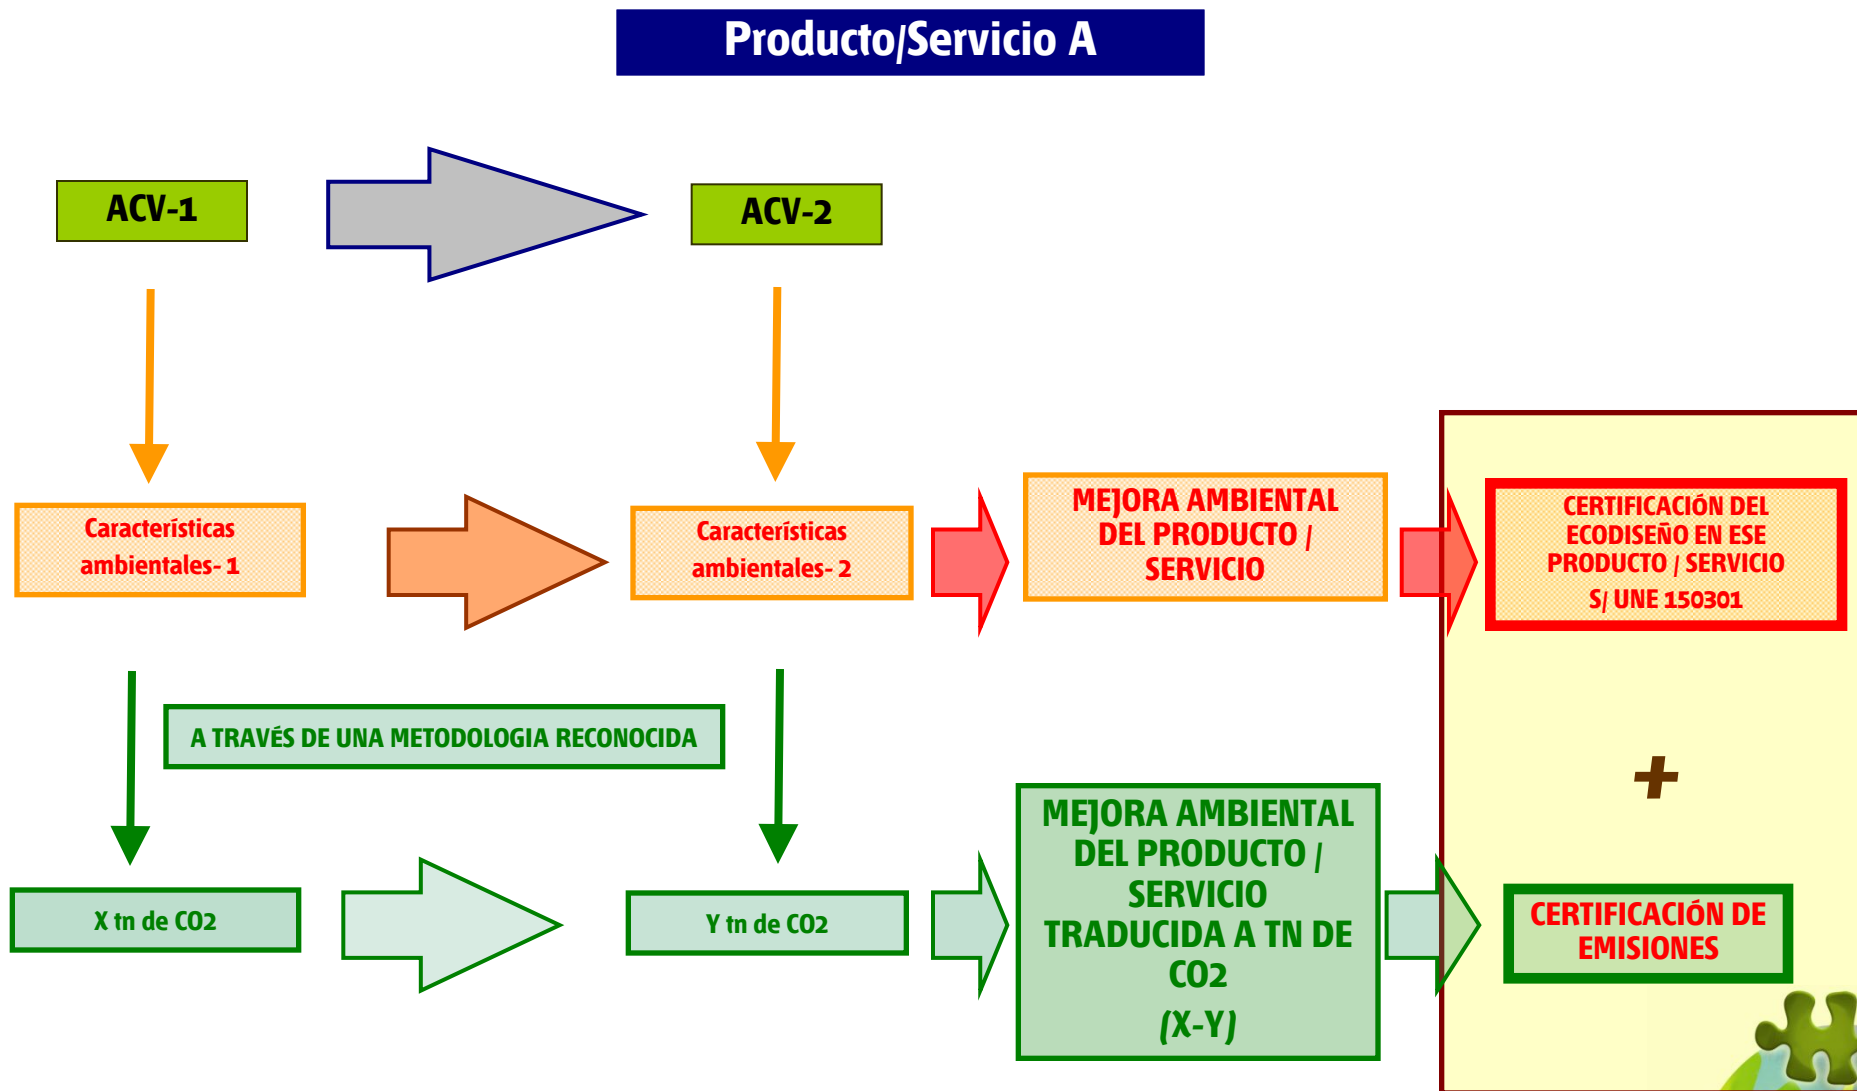 Producto/Servicio A
ACV-1
ACV-2
Características
ambientales- 1
Características
ambientales- 2
MEJORA AMBIENTAL
DEL PRODUCTO /
SERVICIO
CERTIFICACIÓN DEL
ECODISEÑO EN ESE
PRODUCTO / SERVICIO
S/ UNE 150301
A TRAVÉS DE UNA METODOLOGIA RECONOCIDA
+
X tn de CO2
Y tn de CO2
MEJORA AMBIENTAL
DEL PRODUCTO /
SERVICIO
TRADUCIDA A TN DE
CO2
(X-Y)
CERTIFICACIÓN DE
EMISIONES